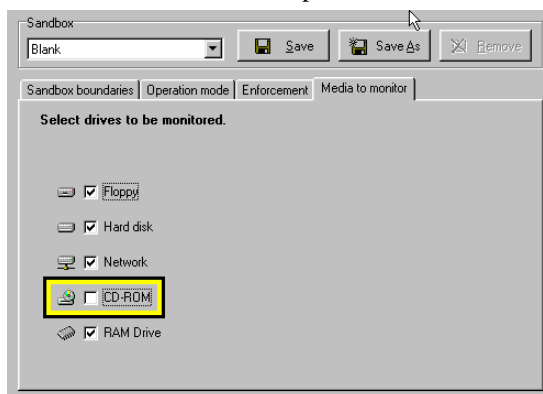 Sandbox
Blank Save Save As Remove
Sandbox boundaries Operation mode Enforcement Media to monitor
Select drives to be monitored.
Floppy
Hard disk
Network
CD-ROM
RAM Drive